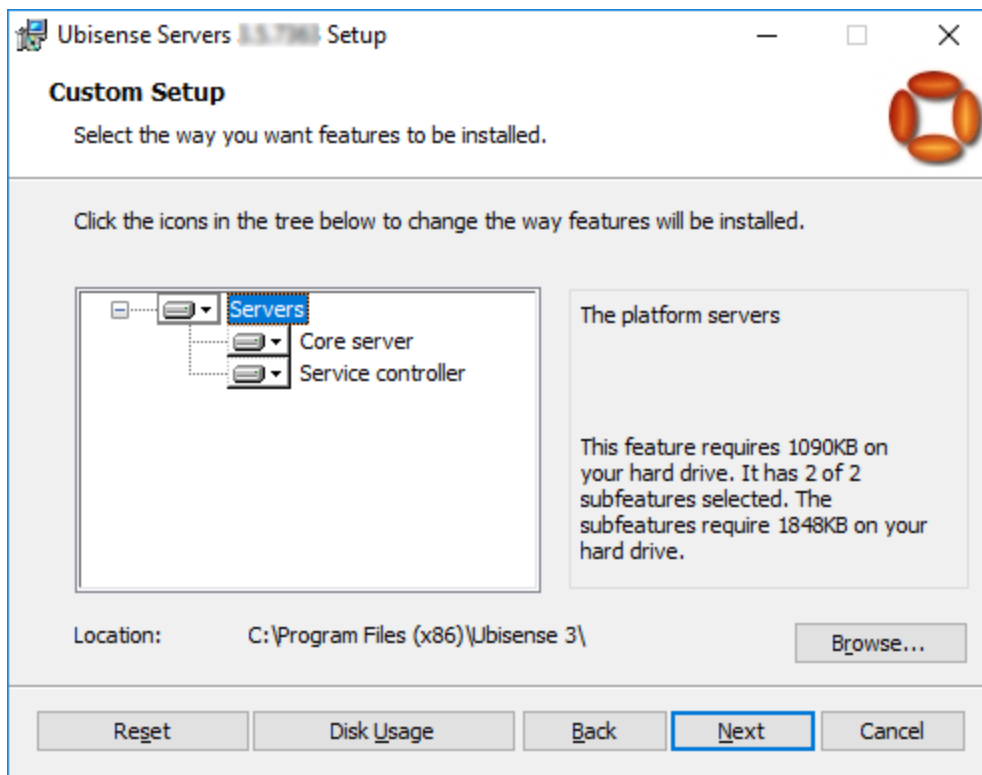 Ubisense Servers Setup
Custom Setup
Select the way you want features to be installed.
Click the icons in the tree below to change the way features will be installed.
Servers
Core server
Service controller
The platform servers
This feature requires 1090KB on
your hard drive. It has 2 of 2
subfeatures selected. The
subfeatures require 1848KB on your
hard drive.
Location: C:\Program Files (x86)\Ubisense 3\
Browse...
Reset Disk Usage Back Next Cancel